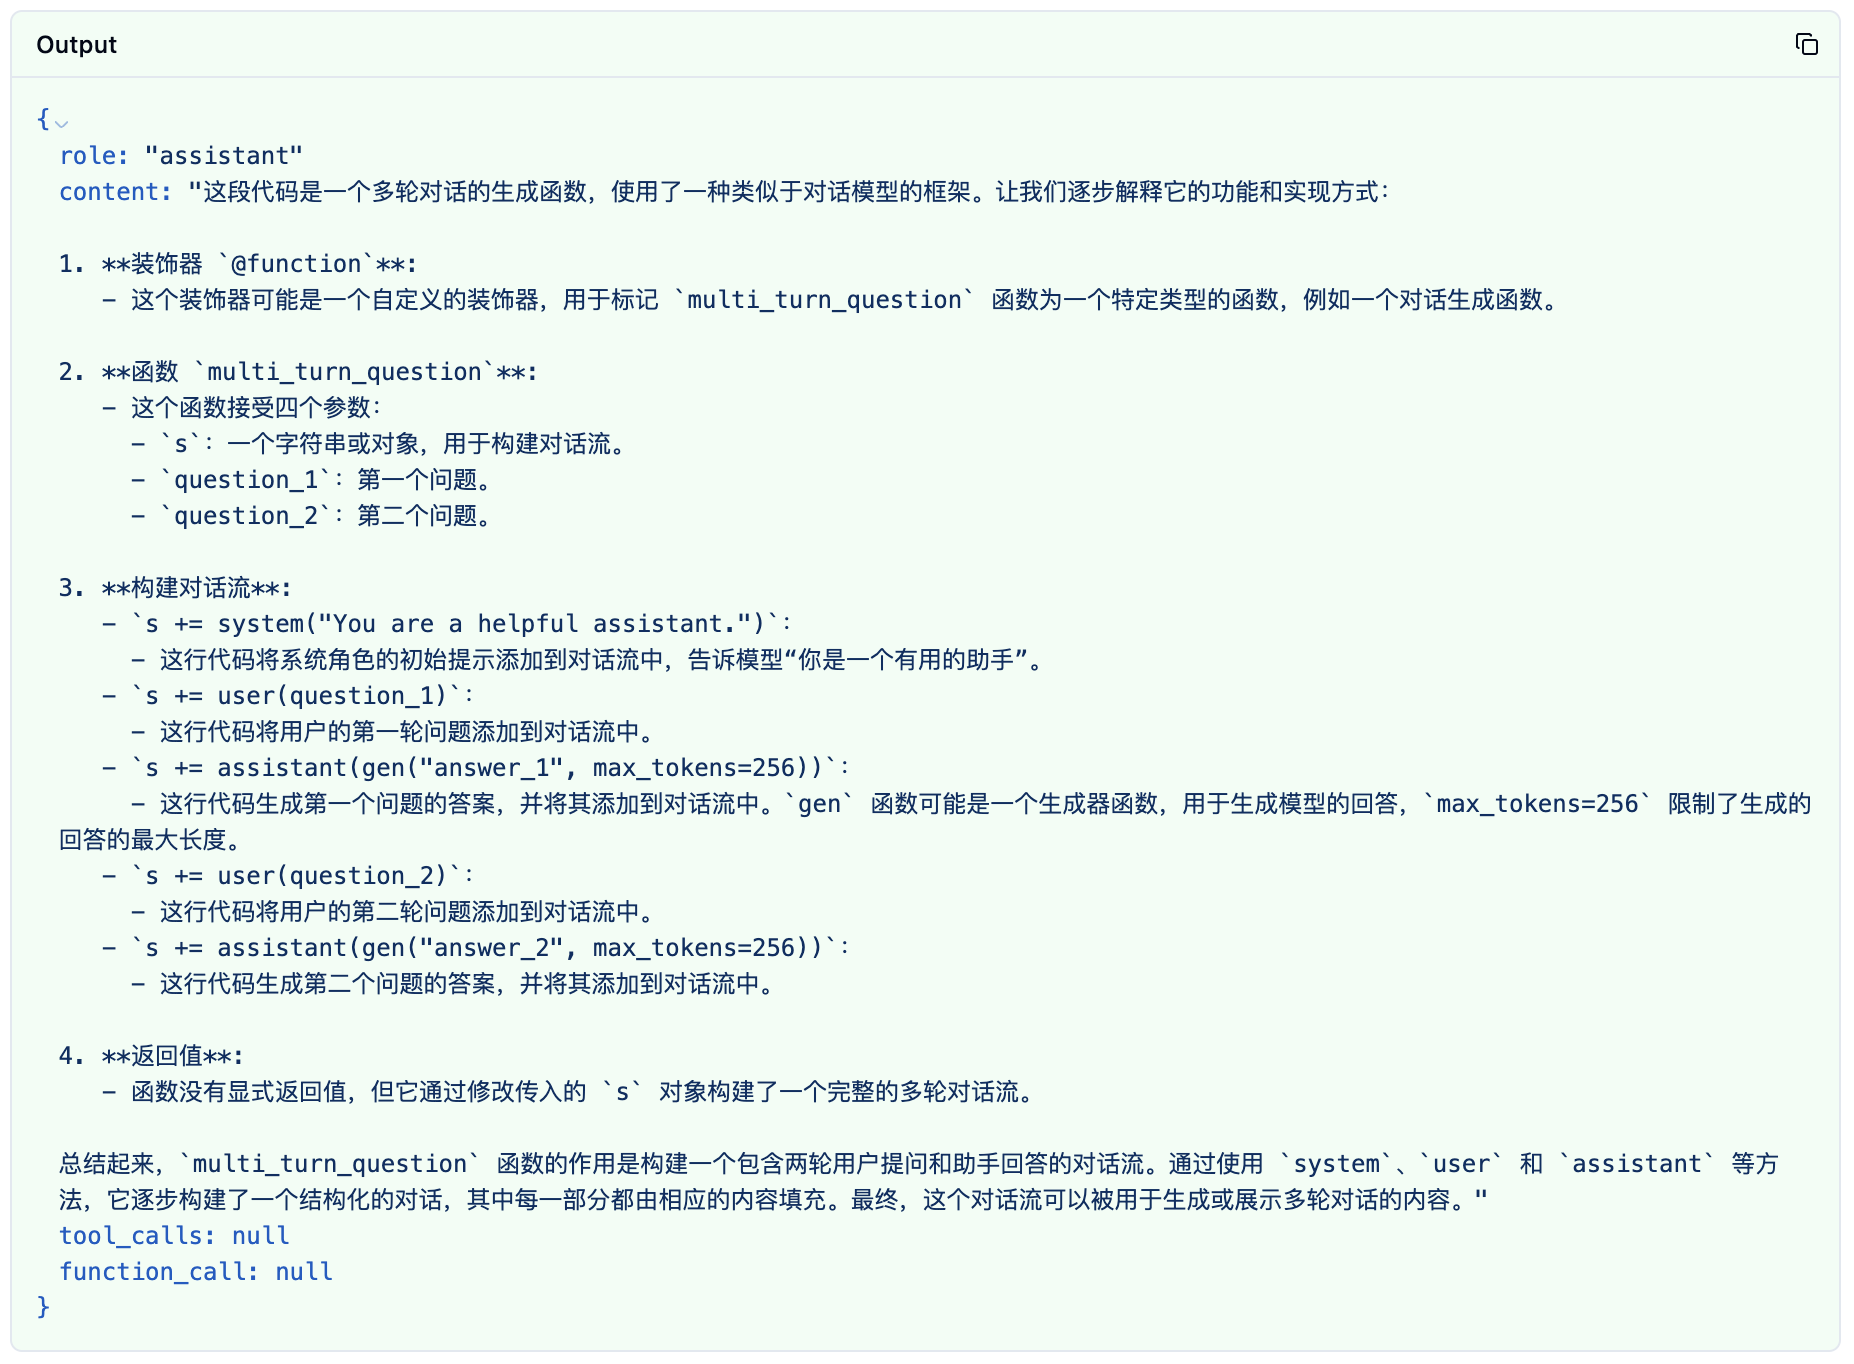 Output
{
role: "assistant"
content: "这段代码是一个多轮对话的生成函数，使用了一种类似于对话模型的框架。让我们逐步解释它的功能和实现方式：
1. **装饰器 `@function`**:
- 这个装饰器可能是一个自定义的装饰器，用于标记 `multi_turn_question` 函数为一个特定类型的函数，例如一个对话生成函数。
2. **函数 `multi_turn_question`**:
- 这个函数接受四个参数：
- `s`：一个字符串或对象，用于构建对话流。
- `question_1`：第一个问题。
- `question_2`：第二个问题。
3. **构建对话流**:
- `s += system("You are a helpful assistant.")`：
- 这行代码将系统角色的初始提示添加到对话流中，告诉模型“你是一个有用的助手”。
- `s += user(question_1)`：
- 这行代码将用户的第一轮问题添加到对话流中。
- `s += assistant(gen("answer_1", max_tokens=256))`：
- 这行代码生成第一个问题的答案，并将其添加到对话流中。`gen` 函数可能是一个生成器函数，用于生成模型的回答，`max_tokens=256` 限制了生成的
回答的最大长度。
- `s += user(question_2)`：
- 这行代码将用户的第二轮问题添加到对话流中。
- `s += assistant(gen("answer_2", max_tokens=256))`：
- 这行代码生成第二个问题的答案，并将其添加到对话流中。
4. **返回值**:
- 函数没有显式返回值，但它通过修改传入的 `s` 对象构建了一个完整的多轮对话流。
总结起来，`multi_turn_question` 函数的作用是构建一个包含两轮用户提问和助手回答的对话流。通过使用 `system`、`user` 和 `assistant` 等方
法，它逐步构建了一个结构化的对话，其中每一部分都由相应的内容填充。最终，这个对话流可以被用于生成或展示多轮对话的内容。"
tool_calls: null
function_call: null
}